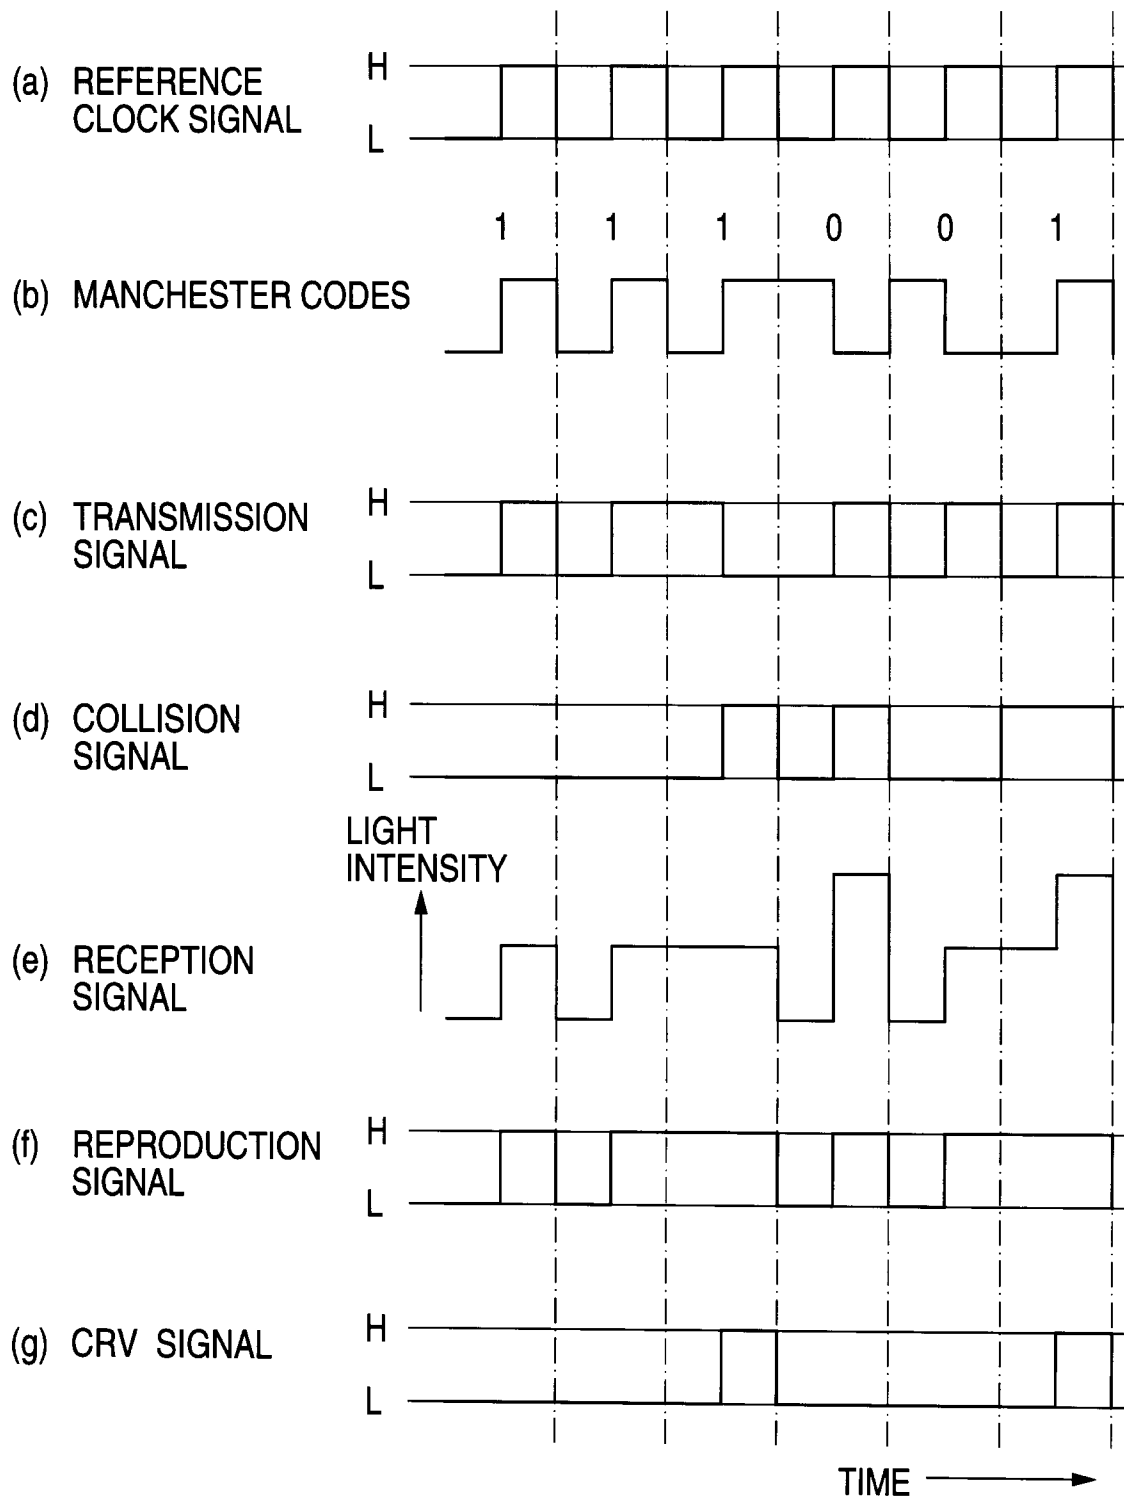 (a) REFERENCE
CLOCK SIGNAL
H
L
1 1 1 0 0 1
(b) MANCHESTER CODES
(c) TRANSMISSION
SIGNAL
H
L
(d) COLLISION
SIGNAL
H
L
LIGHT
INTENSITY
(e) RECEPTION
SIGNAL
(f) REPRODUCTION
SIGNAL
H
L
(g) CRV SIGNAL
H
L
TIME